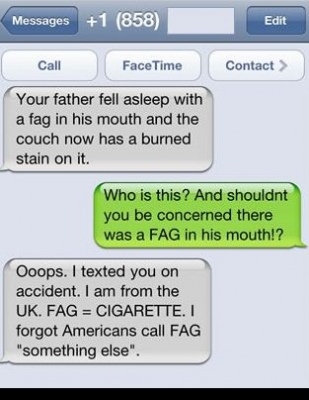 Messages +1 (858) Edit
Call FaceTime Contact
Your father fell asleep with
a fag in his mouth and the
couch now has a burned
stain on it.
Who is this? And shouldnt
you be concerned there
was a FAG in his mouth!?
Ooops. I texted you on
accident. I am from the
UK. FAG = CIGARETTE. I
forgot Americans call FAG
"something else".